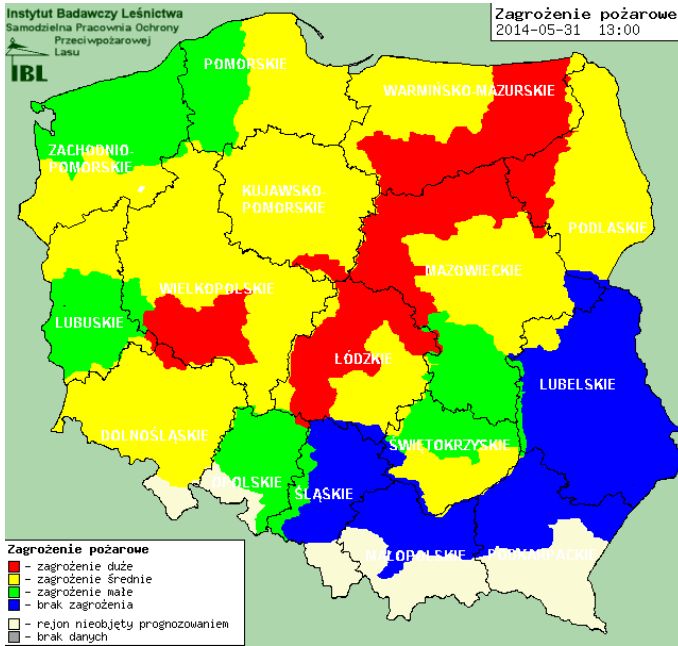 Instytut Badawczy Leśnictwa
Samodzielna Pracownia Ochrony
Przeciwpożarowej
Lasu
IBL
Zagrożenie pożarowe
2014-05-31 13:00
POMORSKIE
WARMIŃSKO-MAZURSKIE
ZACHODNIO-
POMORSKIE
KUJAWSKO-
POMORSKIE
PODLASKIE
MAZOWIECKIE
WIELKOPOLSKIE
LUBUSKIE
ŁÓDZKIE
LUBELSKIE
DOLNOŚLĄSKIE
ŚWIĘTOKRZYSKIE
OPOLSKIE
ŚLĄSKIE
MAŁOPOLSKIE
PODKARPACKIE
Zagrożenie pożarowe
– zagrożenie duże
– zagrożenie średnie
– zagrożenie małe
– brak zagrożenia
– rejon nieobjęty prognozowaniem
– brak danych